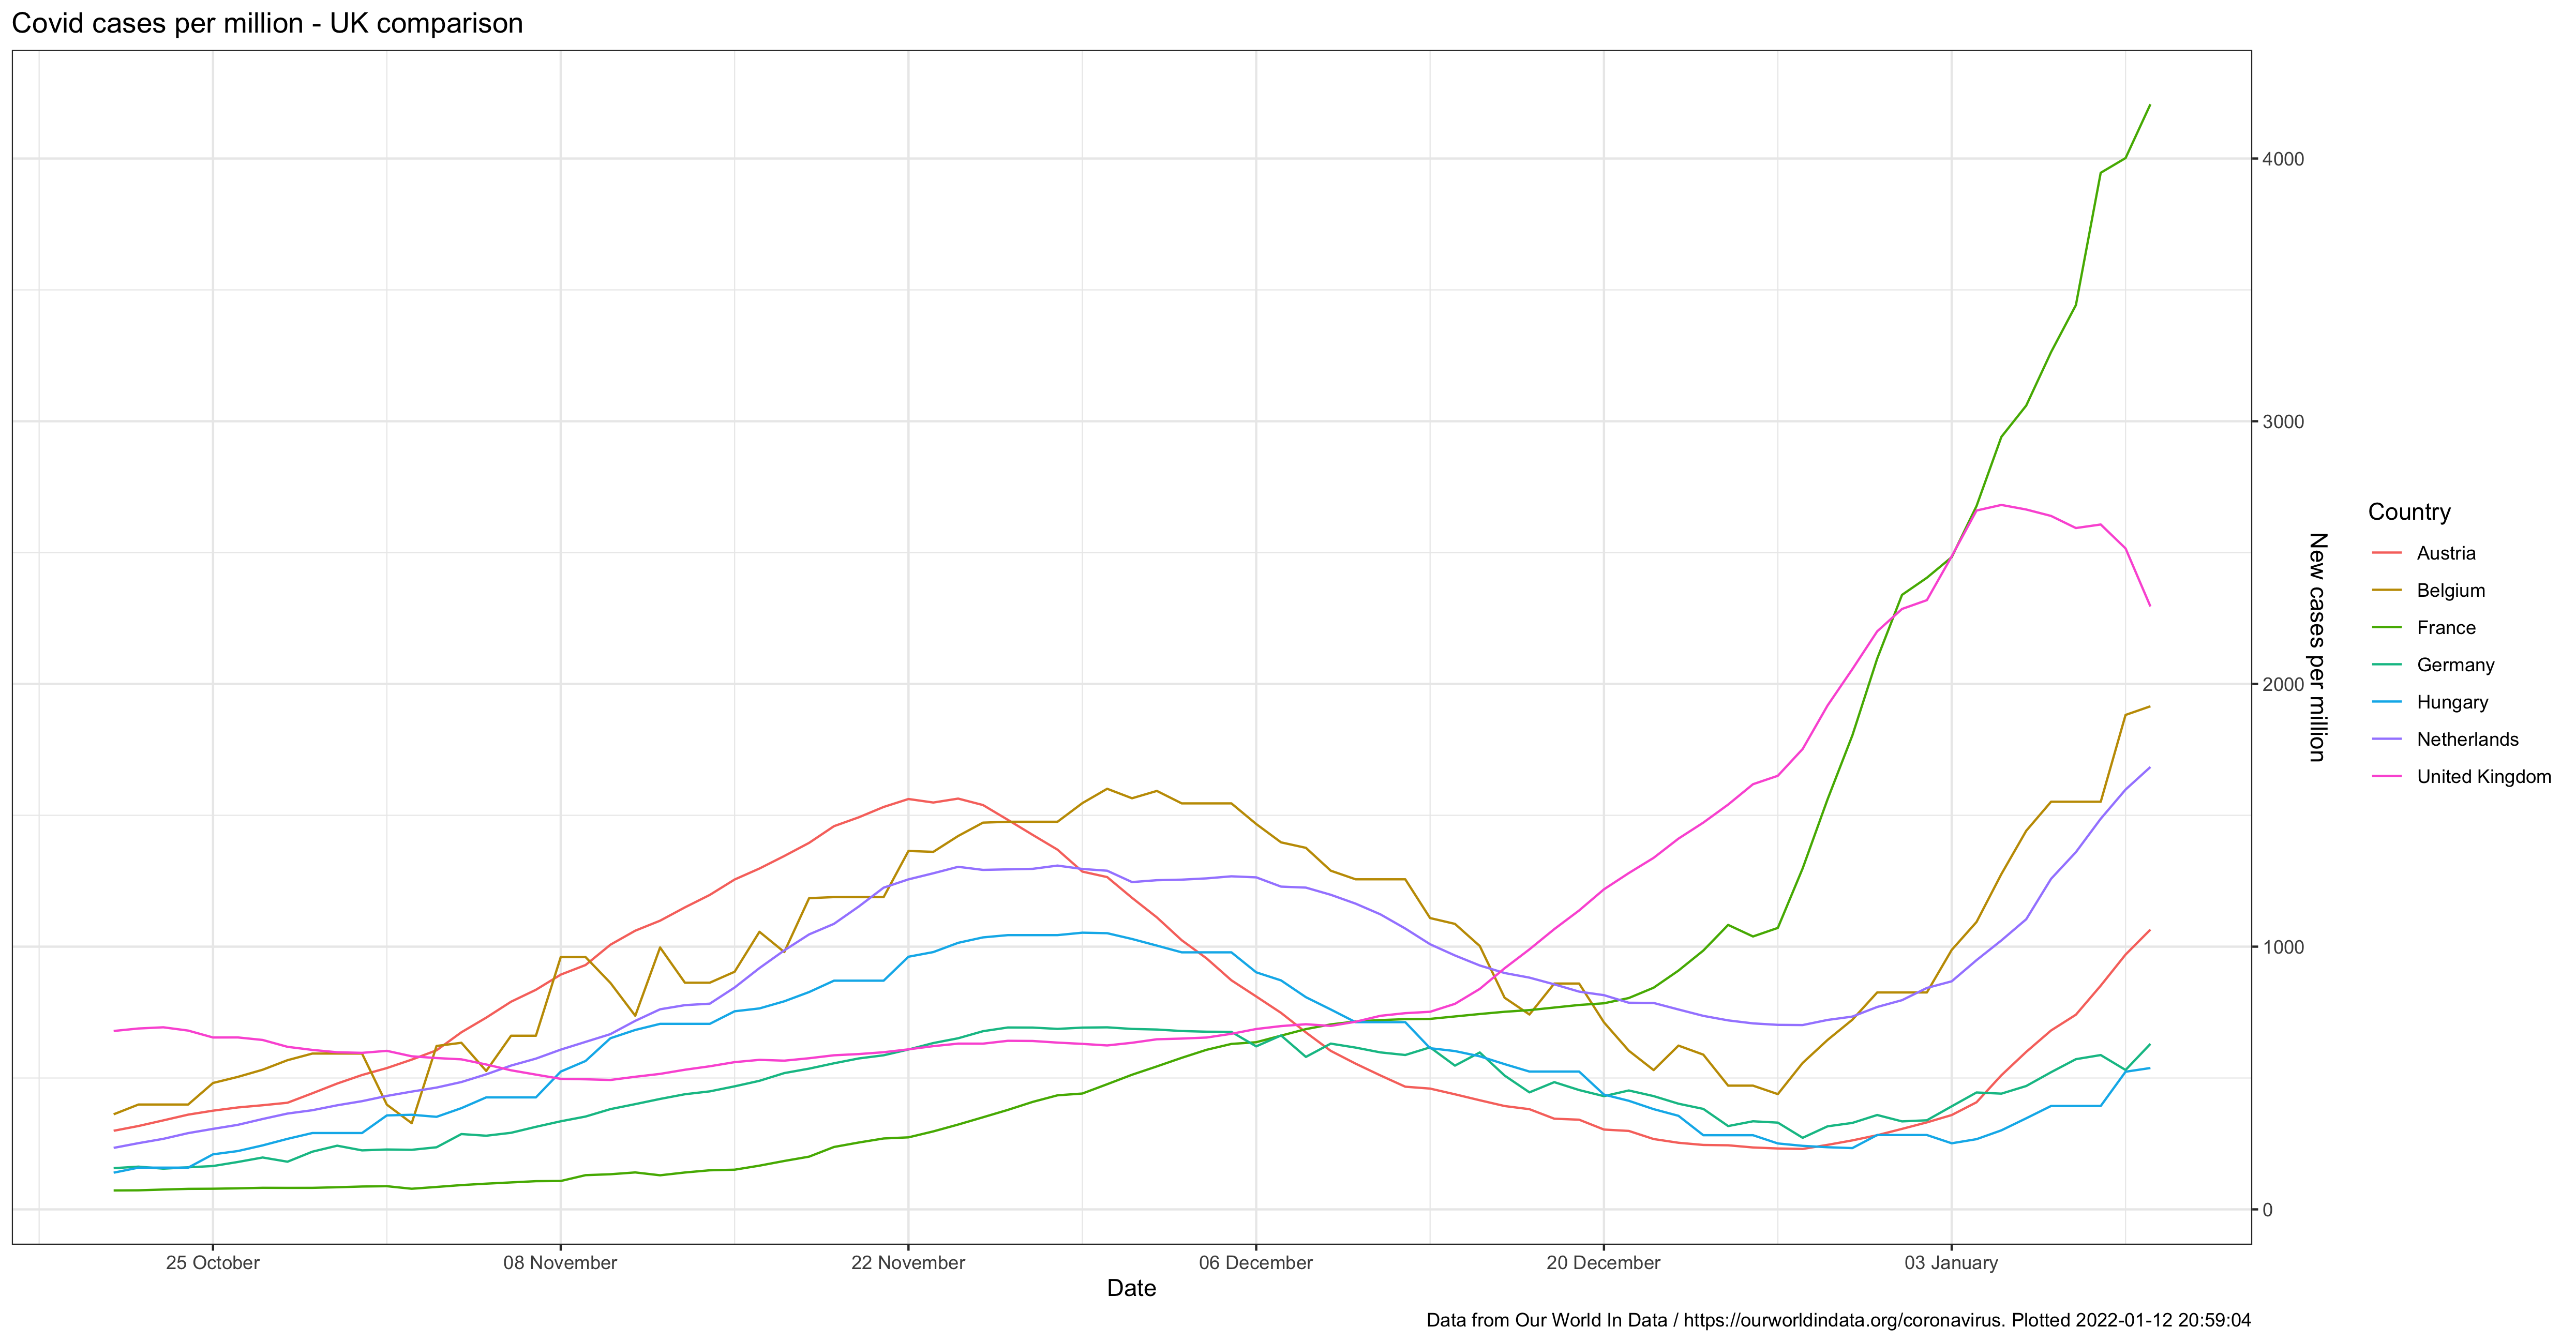 Covid cases per million - UK comparison
4000
3000
2000
1000
0
New cases per million
Country
Austria
Belgium
France
Germany
Hungary
Netherlands
United Kingdom
25 October
08 November
22 November
06 December
20 December
03 January
Date
Data from Our World In Data / https://ourworldindata.org/coronavirus. Plotted 2022-01-12 20:59:04